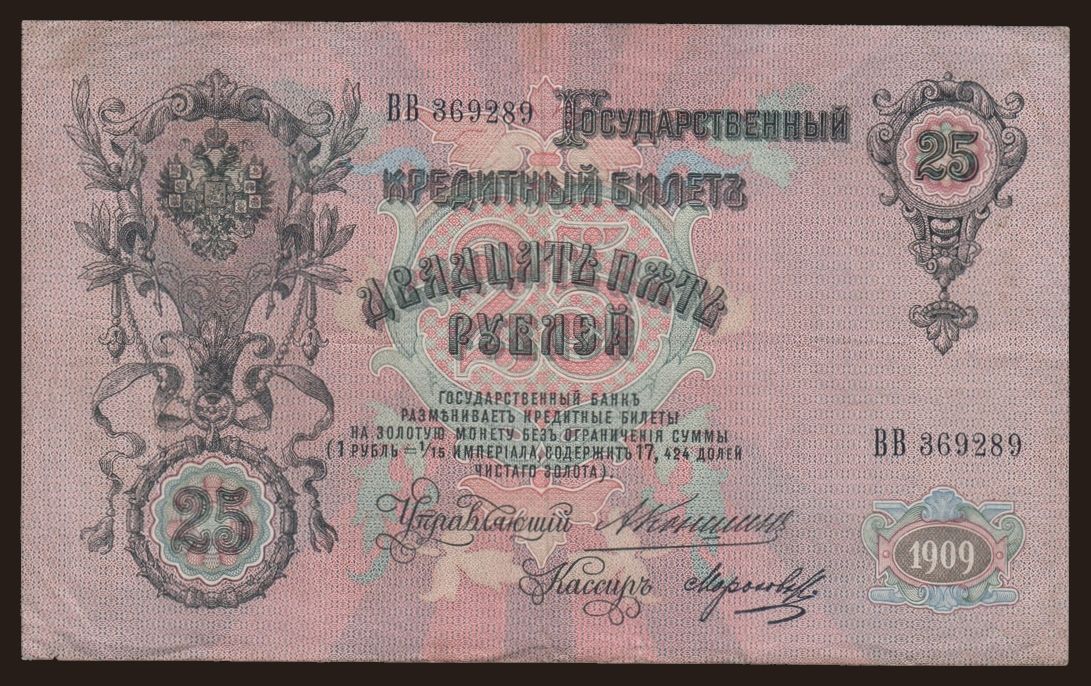 ВВ 369289
Государственный
25
Кредитный Билетъ
Двадцать пять
рублей
Государственный Банкъ
размѣниваетъ кредитные билеты
на золотую монету безъ ограниченія суммы
(1 рубль = 1/15 имперіала, содержитъ 17, 424 долей
чистаго золота).
ВВ 369289
25
Управляющій АКоншинъ
1909
Кассиръ